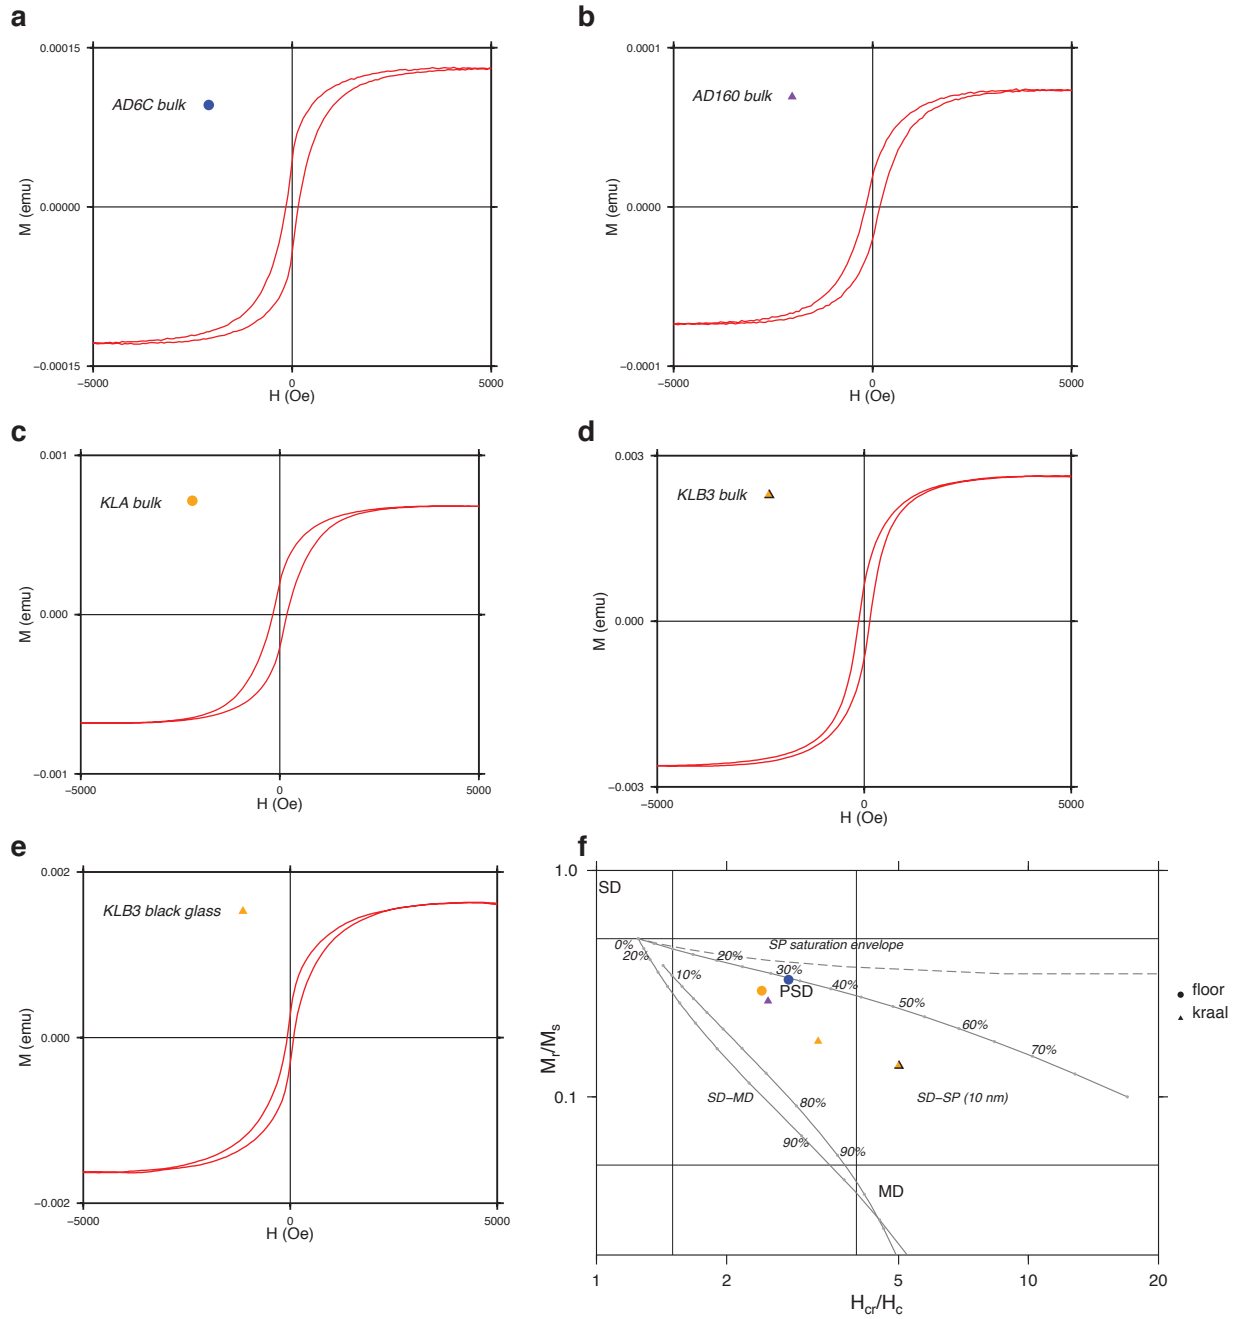 a
0.00015
AD6C bulk
M (emu)
0.00000
−0.00015
−5000
0
5000
H (Oe)
b
0.0001
AD160 bulk
M (emu)
0.0000
−0.0001
−5000
0
5000
H (Oe)
c
0.001
KLA bulk
M (emu)
0.000
−0.001
−5000
0
5000
H (Oe)
d
0.003
KLB3 bulk
M (emu)
0.000
−0.003
−5000
0
5000
H (Oe)
e
0.002
KLB3 black glass
M (emu)
0.000
−0.002
−5000
0
5000
H (Oe)
f
1.0
SD
0%
20%
SP saturation envelope
20%
10%
30%
PSD
40%
50%
60%
70%
floor
kraal
Mr/Ms
0.1
SD−MD
80%
SD−SP (10 nm)
90%
90%
MD
1
2
5
10
20
Hcr/Hc